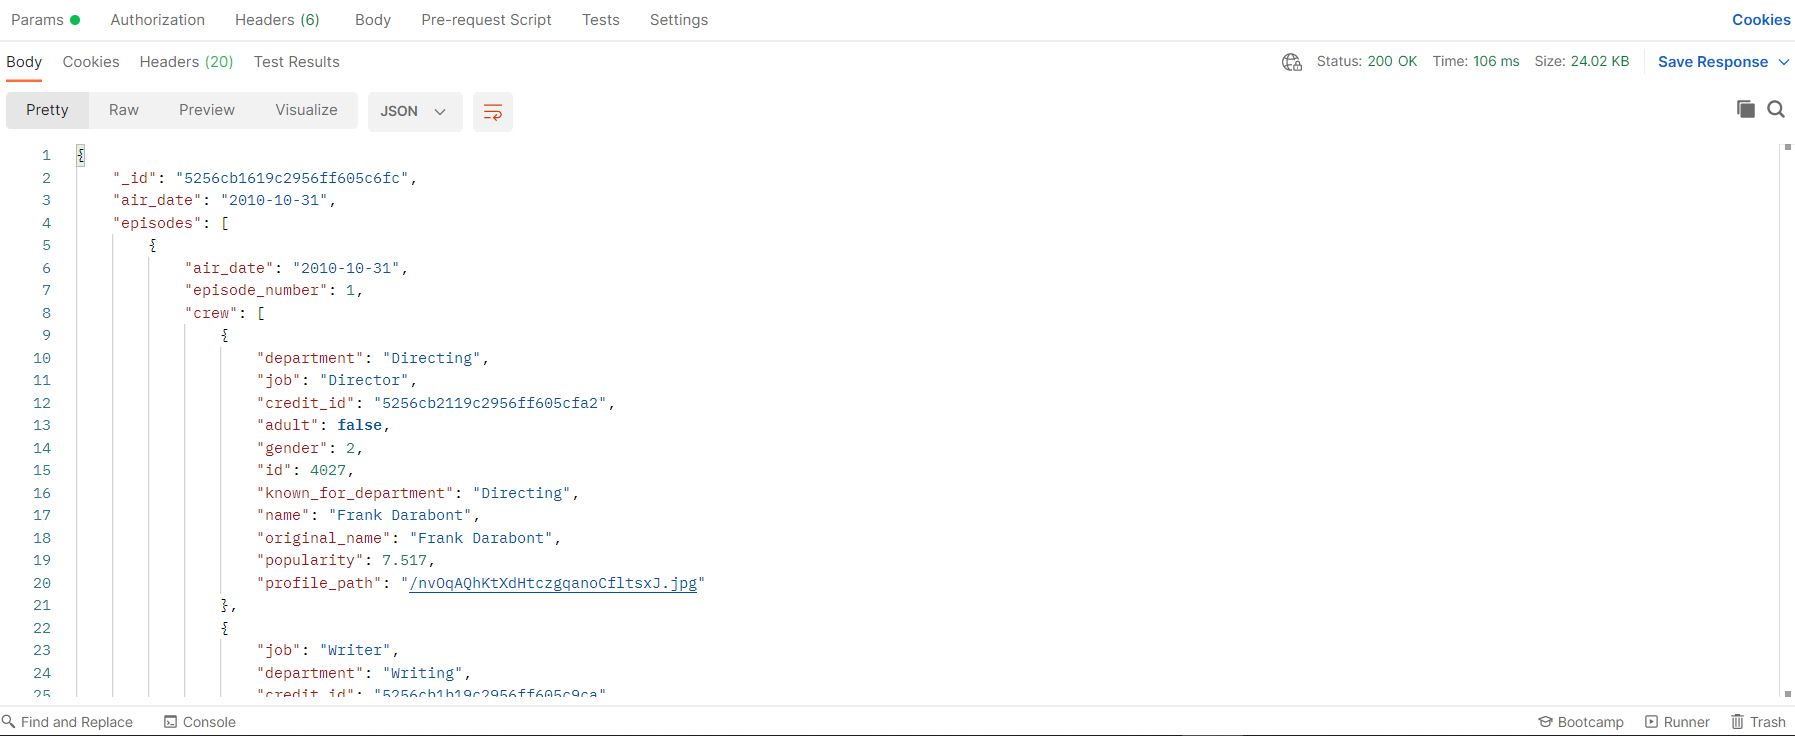 Params Authorization Headers (6) Body Pre-request Script Tests Settings Cookies
Body Cookies Headers (20) Test Results Status: 200 OK Time: 106 ms Size: 24.02 KB Save Response
Pretty Raw Preview Visualize JSON
1 {
2 "_id": "5256cb1619c2956ff605c6fc",
3 "air_date": "2010-10-31",
4 "episodes": [
5 {
6 "air_date": "2010-10-31",
7 "episode_number": 1,
8 "crew": [
9 {
10 "department": "Directing",
11 "job": "Director",
12 "credit_id": "5256cb2119c2956ff605cfa2",
13 "adult": false,
14 "gender": 2,
15 "id": 4027,
16 "known_for_department": "Directing",
17 "name": "Frank Darabont",
18 "original_name": "Frank Darabont",
19 "popularity": 7.517,
20 "profile_path": "/nvOqAQhKtXdHtczgqanoCfltsxJ.jpg"
21 },
22 {
23 "job": "Writer",
24 "department": "Writing",
25 "credit_id": "5256cb1b19c2956ff605c9ca"
Find and Replace Console Bootcamp Runner Trash